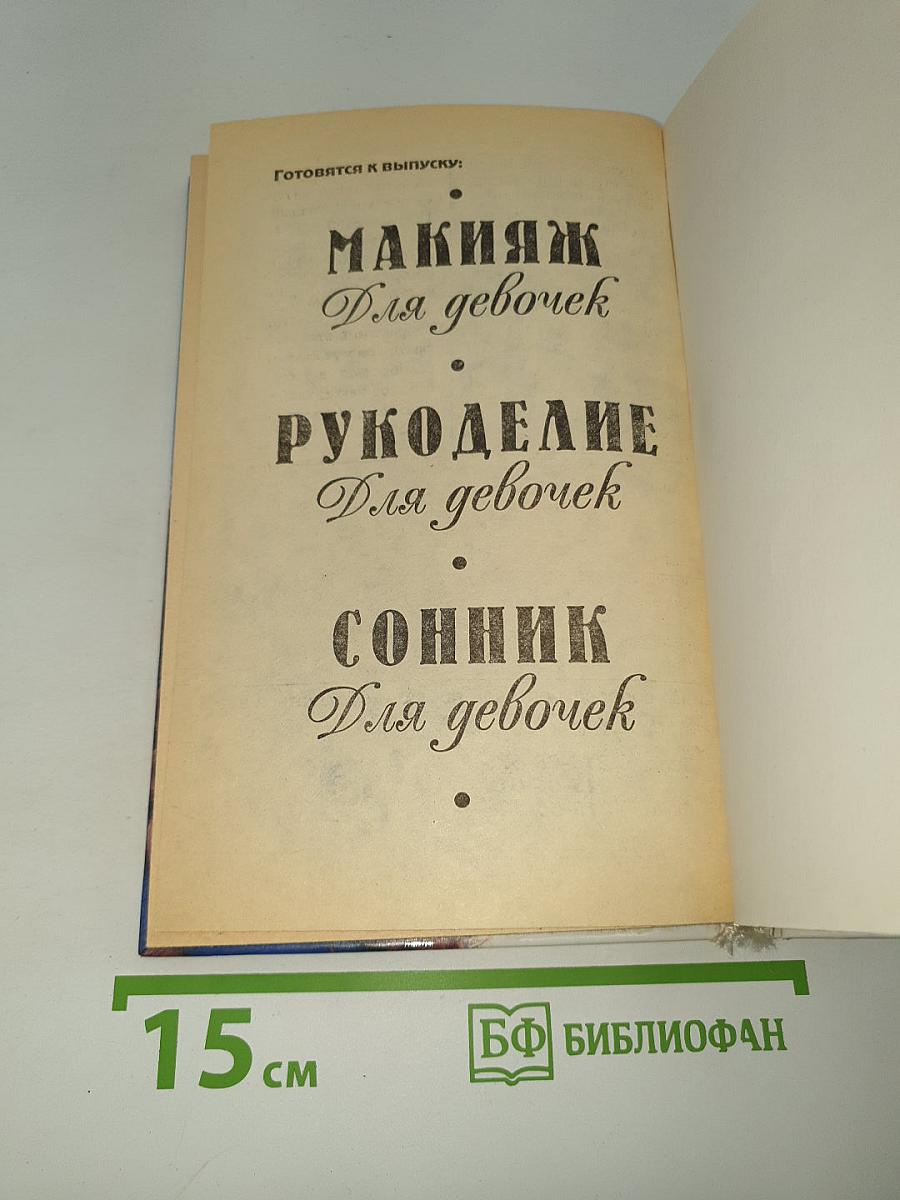 Готовятся к выпуску:
МАКИЯЖ
Для девочек
РУКОДЕЛИЕ
Для девочек
СОННИК
Для девочек
15 см
БФ БИБЛИОФАН